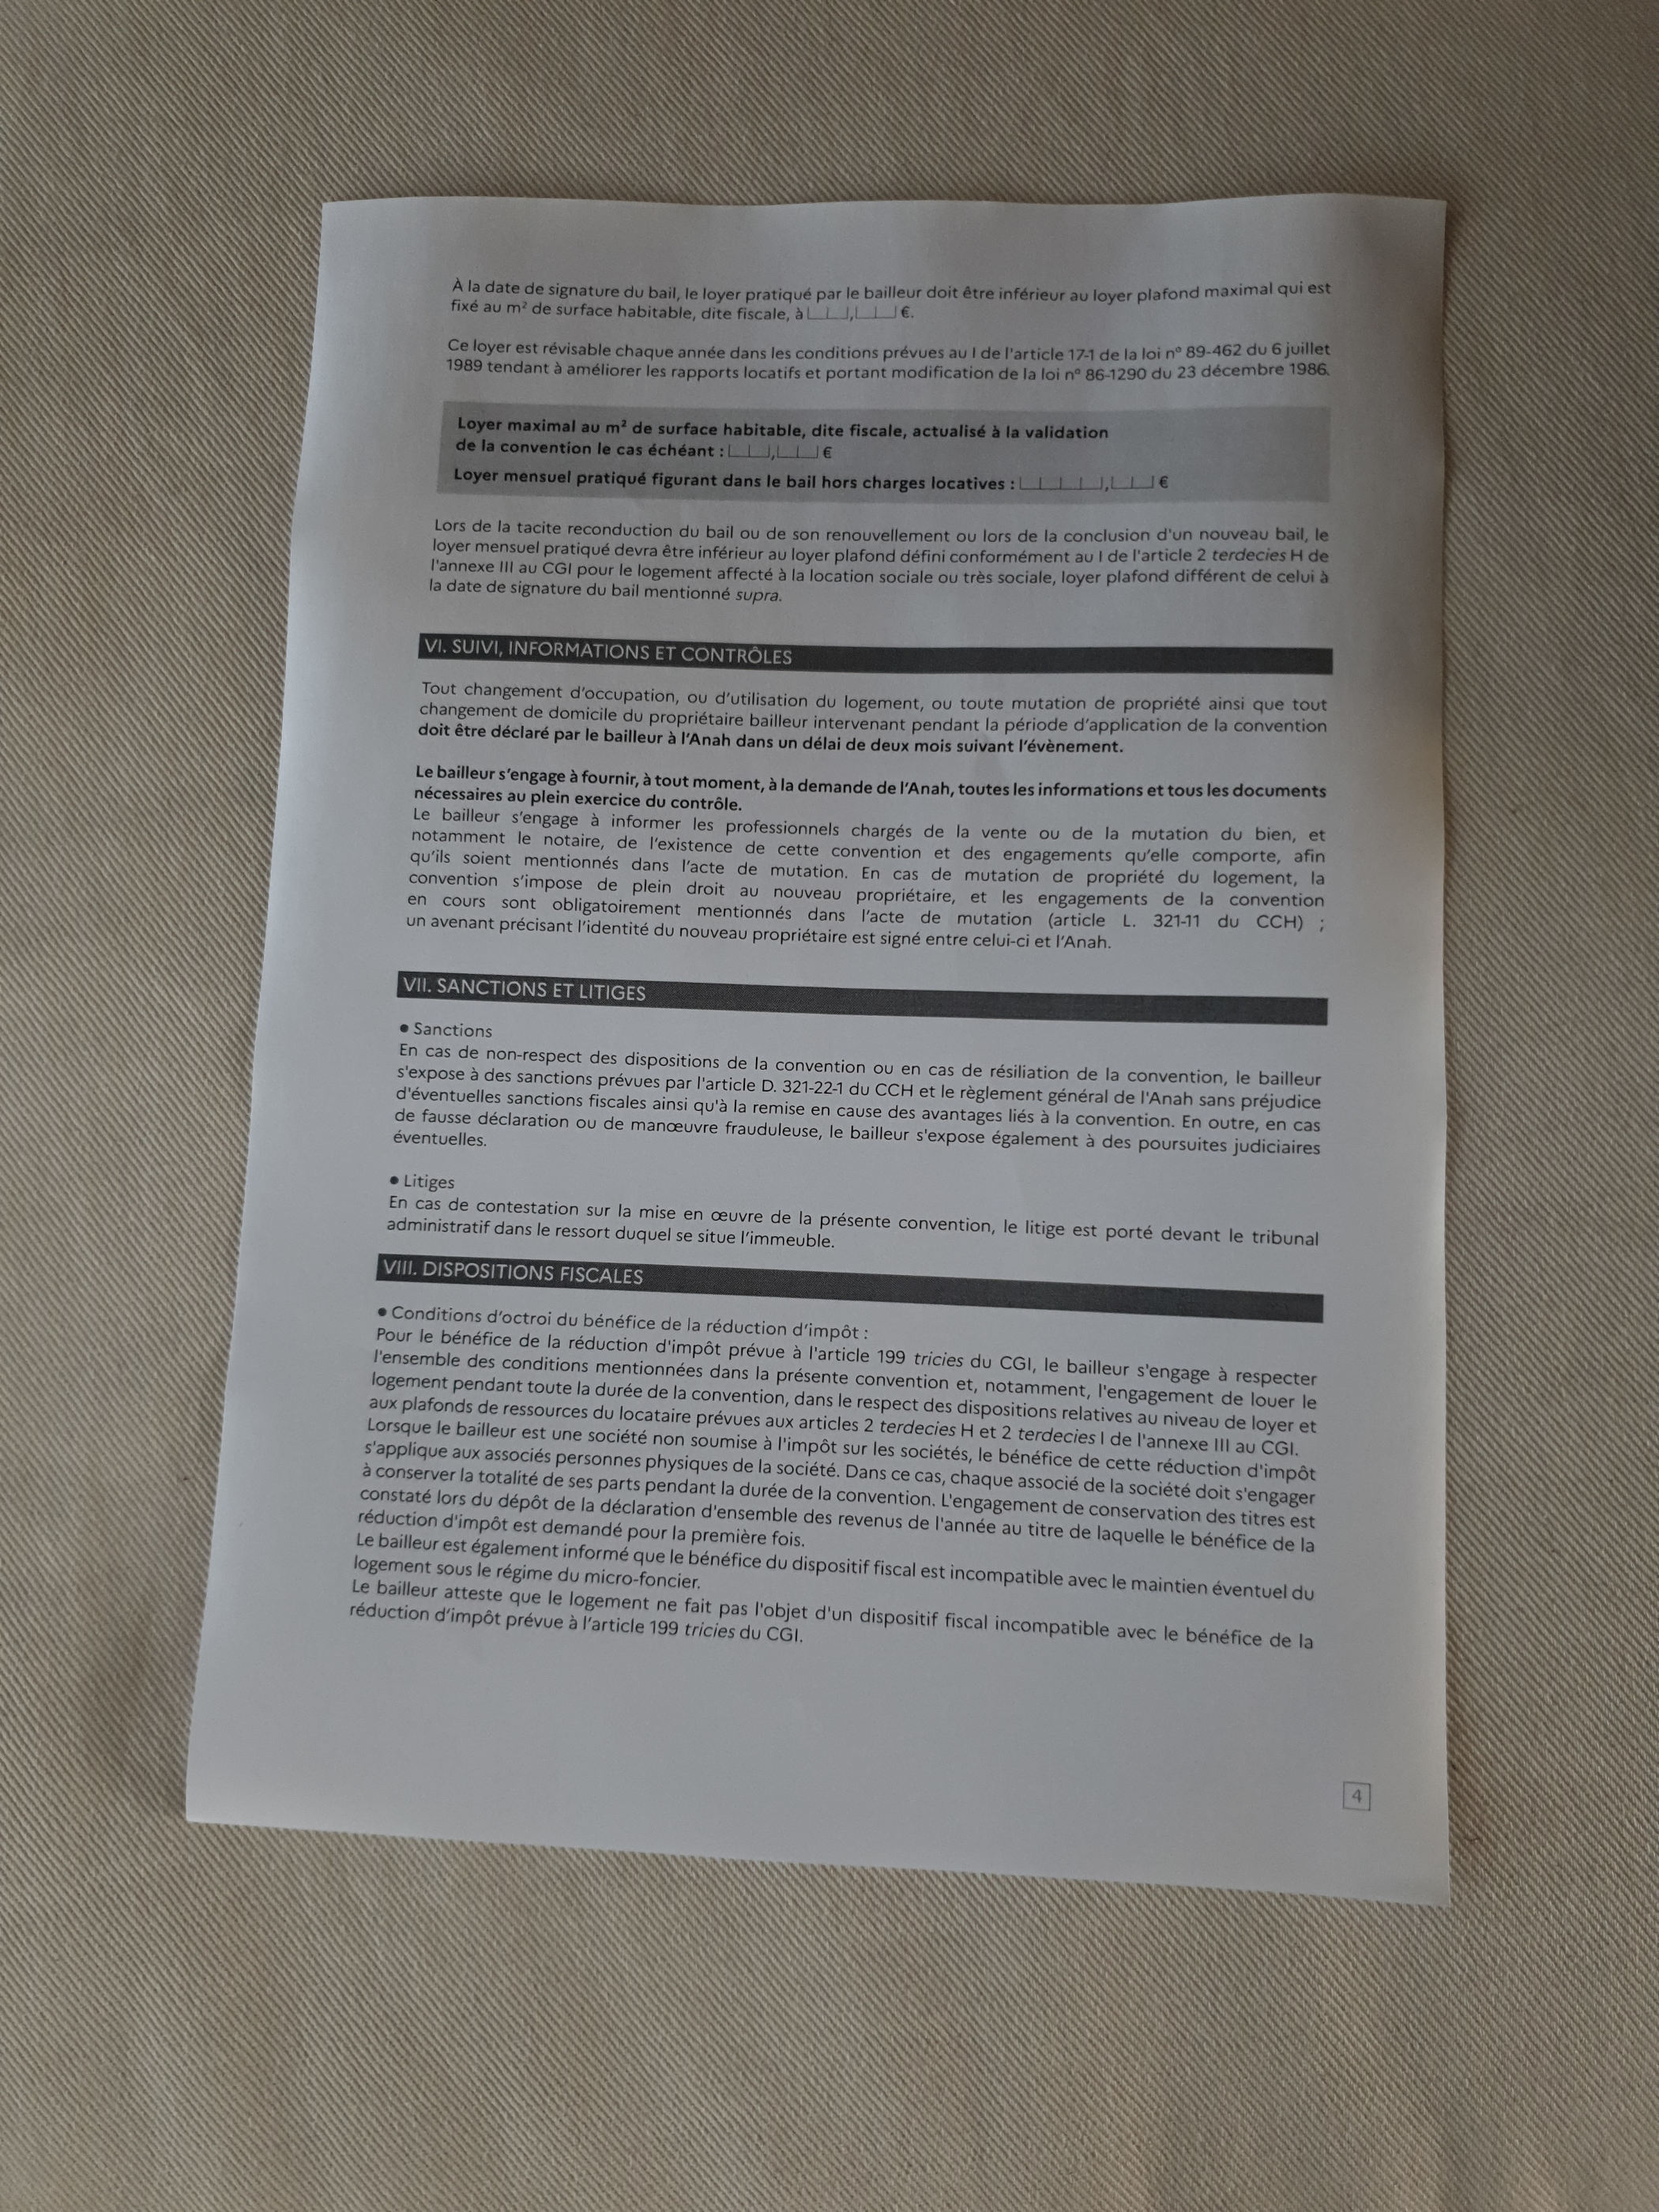 À la date de signature du bail, le loyer pratiqué par le bailleur doit être inférieur au loyer plafond maximal qui est
fixé au m² de surface habitable, dite fiscale, à |_|_|,|_|_| €.
Ce loyer est révisable chaque année dans les conditions prévues au I de l'article 17-1 de la loi n° 89-462 du 6 juillet
1989 tendant à améliorer les rapports locatifs et portant modification de la loi n° 86-1290 du 23 décembre 1986.
Loyer maximal au m² de surface habitable, dite fiscale, actualisé à la validation
de la convention le cas échéant : |_|_|,|_|_| €
Loyer mensuel pratiqué figurant dans le bail hors charges locatives : |_|_|_|_|,|_|_| €
Lors de la tacite reconduction du bail ou de son renouvellement ou lors de la conclusion d'un nouveau bail, le
loyer mensuel pratiqué devra être inférieur au loyer plafond défini conformément au I de l'article 2 terdecies H de
l'annexe III au CGI pour le logement affecté à la location sociale ou très sociale, loyer plafond différent de celui à
la date de signature du bail mentionné supra.
VI. SUIVI, INFORMATIONS ET CONTRÔLES
Tout changement d'occupation, ou d'utilisation du logement, ou toute mutation de propriété ainsi que tout
changement de domicile du propriétaire bailleur intervenant pendant la période d'application de la convention
doit être déclaré par le bailleur à l'Anah dans un délai de deux mois suivant l'évènement.
Le bailleur s'engage à fournir, à tout moment, à la demande de l'Anah, toutes les informations et tous les documents
nécessaires au plein exercice du contrôle.
Le bailleur s'engage à informer les professionnels chargés de la vente ou de la mutation du bien, et
notamment le notaire, de l'existence de cette convention et des engagements qu'elle comporte, afin
qu'ils soient mentionnés dans l'acte de mutation. En cas de mutation de propriété du logement, la
convention s'impose de plein droit au nouveau propriétaire, et les engagements de la convention
en cours sont obligatoirement mentionnés dans l'acte de mutation (article L. 321-11 du CCH) ;
un avenant précisant l'identité du nouveau propriétaire est signé entre celui-ci et l'Anah.
VII. SANCTIONS ET LITIGES
• Sanctions
En cas de non-respect des dispositions de la convention ou en cas de résiliation de la convention, le bailleur
s'expose à des sanctions prévues par l'article D. 321-22-1 du CCH et le règlement général de l'Anah sans préjudice
d'éventuelles sanctions fiscales ainsi qu'à la remise en cause des avantages liés à la convention. En outre, en cas
de fausse déclaration ou de manœuvre frauduleuse, le bailleur s'expose également à des poursuites judiciaires
éventuelles.
• Litiges
En cas de contestation sur la mise en œuvre de la présente convention, le litige est porté devant le tribunal
administratif dans le ressort duquel se situe l'immeuble.
VIII. DISPOSITIONS FISCALES
• Conditions d'octroi du bénéfice de la réduction d'impôt :
Pour le bénéfice de la réduction d'impôt prévue à l'article 199 tricies du CGI, le bailleur s'engage à respecter
l'ensemble des conditions mentionnées dans la présente convention et, notamment, l'engagement de louer le
logement pendant toute la durée de la convention, dans le respect des dispositions relatives au niveau de loyer et
aux plafonds de ressources du locataire prévues aux articles 2 terdecies H et 2 terdecies I de l'annexe III au CGI.
Lorsque le bailleur est une société non soumise à l'impôt sur les sociétés, le bénéfice de cette réduction d'impôt
s'applique aux associés personnes physiques de la société. Dans ce cas, chaque associé de la société doit s'engager
à conserver la totalité de ses parts pendant la durée de la convention. L'engagement de conservation des titres est
constaté lors du dépôt de la déclaration d'ensemble des revenus de l'année au titre de laquelle le bénéfice de la
réduction d'impôt est demandé pour la première fois.
Le bailleur est également informé que le bénéfice du dispositif fiscal est incompatible avec le maintien éventuel du
logement sous le régime du micro-foncier.
Le bailleur atteste que le logement ne fait pas l'objet d'un dispositif fiscal incompatible avec le bénéfice de la
réduction d'impôt prévue à l'article 199 tricies du CGI.
4